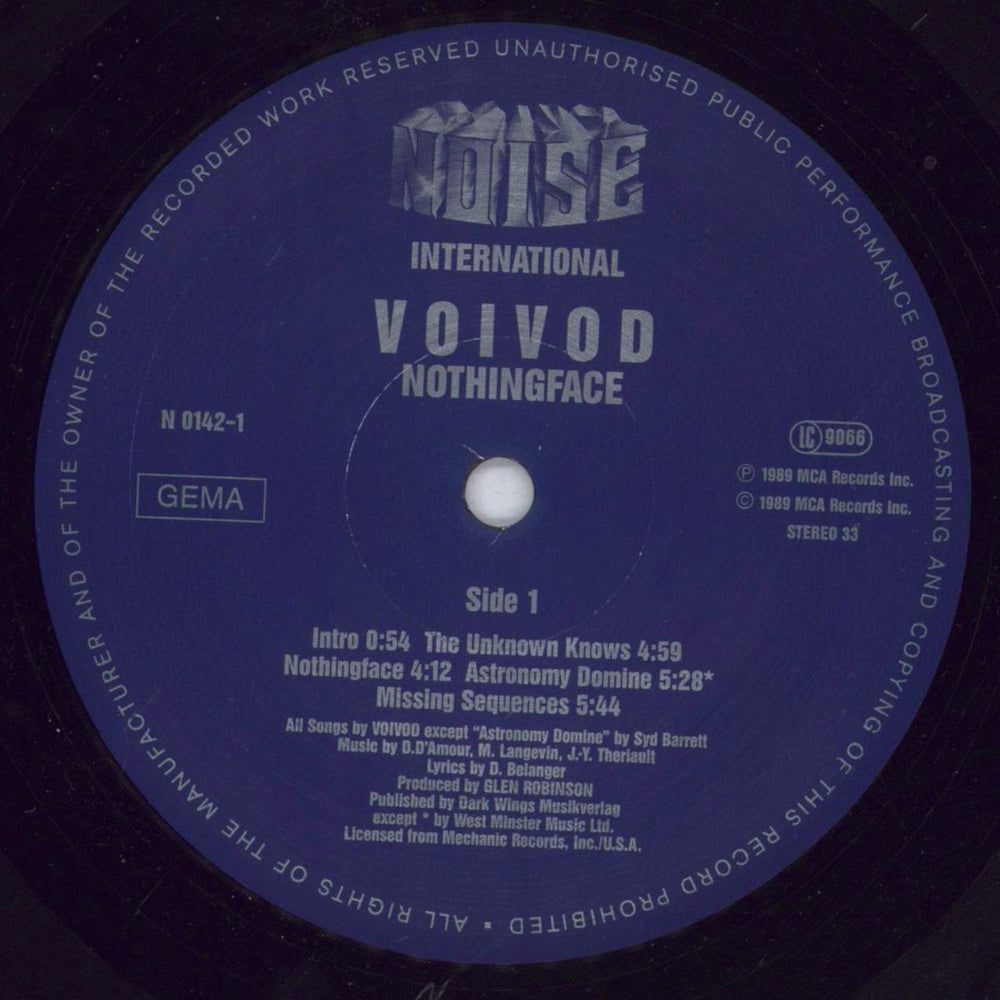 ALL RIGHTS OF THE MANUFACTURER AND OF THE OWNER OF THE RECORDED WORK RESERVED UNAUTHORISED PUBLIC PERFORMANCE BROADCASTING AND COPYING OF THIS RECORD PROHIBITED •
NOISE
INTERNATIONAL
VOIVOD
NOTHINGFACE
N 0142-1
GEMA
LC 9066
℗ 1989 MCA Records Inc.
© 1989 MCA Records Inc.
STEREO 33
Side 1
Intro 0:54 The Unknown Knows 4:59
Nothingface 4:12 Astronomy Domine 5:28*
Missing Sequences 5:44
All Songs by VOIVOD except "Astronomy Domine" by Syd Barrett
Music by D.D'Amour, M. Langevin, J.-Y. Theriault
Lyrics by D. Belanger
Produced by GLEN ROBINSON
Published by Dark Wings Musikverlag
except * by West Minster Music Ltd.
Licensed from Mechanic Records, Inc./U.S.A.